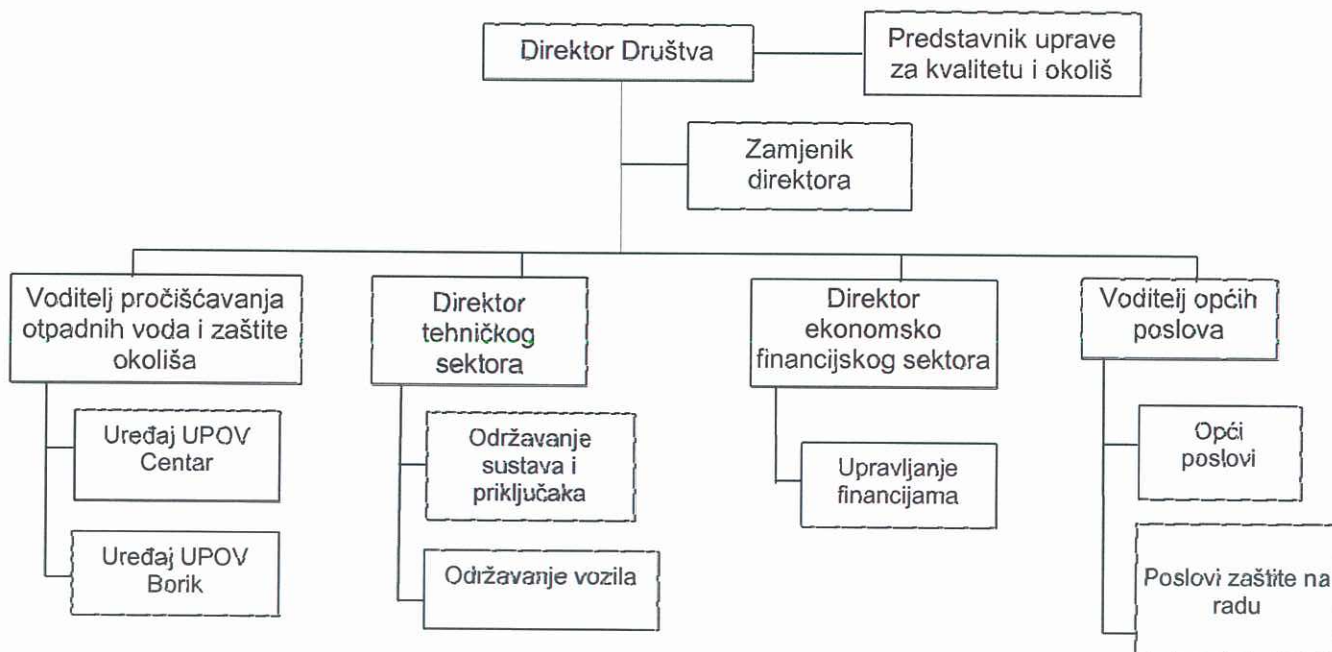 Direktor Društva
Predstavnik uprave
za kvalitetu i okoliš
Zamjenik
direktora
Voditelj pročišćavanja
otpadnih voda i zaštite
okoliša
Direktor
tehničkog
sektora
Direktor
ekonomsko
financijskog sektora
Voditelj općih
poslova
Uređaj UPOV
Centar
Održavanje
sustava i
priključaka
Upravljanje
financijama
Opći
poslovi
Uređaj UPOV
Borik
Održavanje vozila
Poslovi zaštite na
radu